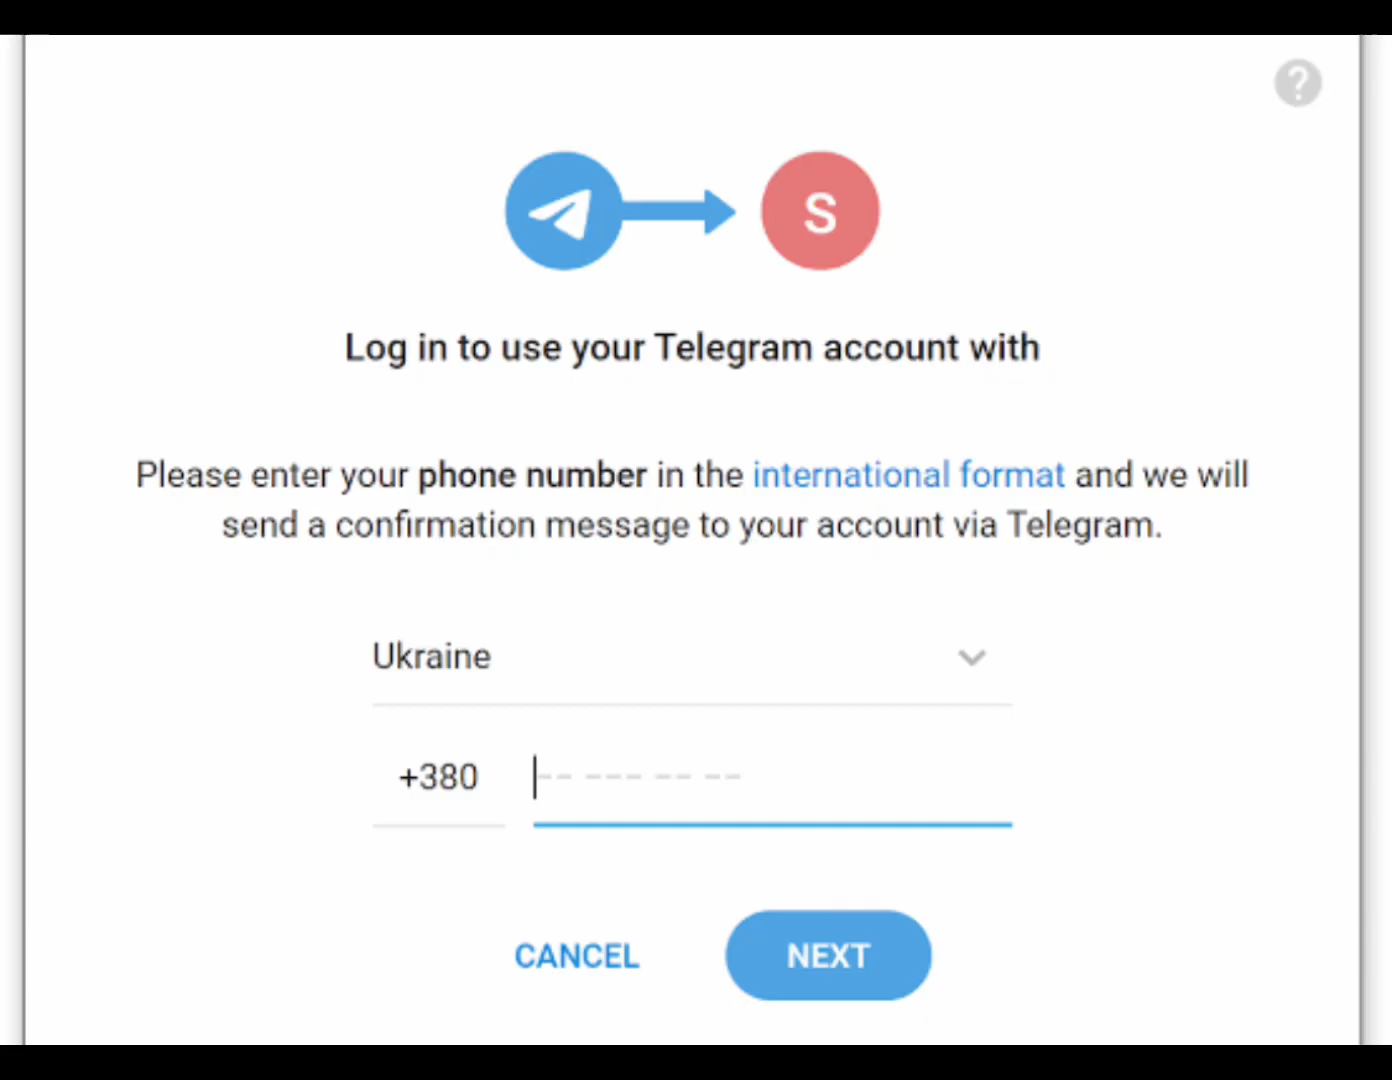 ?
S
Log in to use your Telegram account with
Please enter your phone number in the international format and we will
send a confirmation message to your account via Telegram.
Ukraine
+380 -- --- -- --
CANCEL NEXT